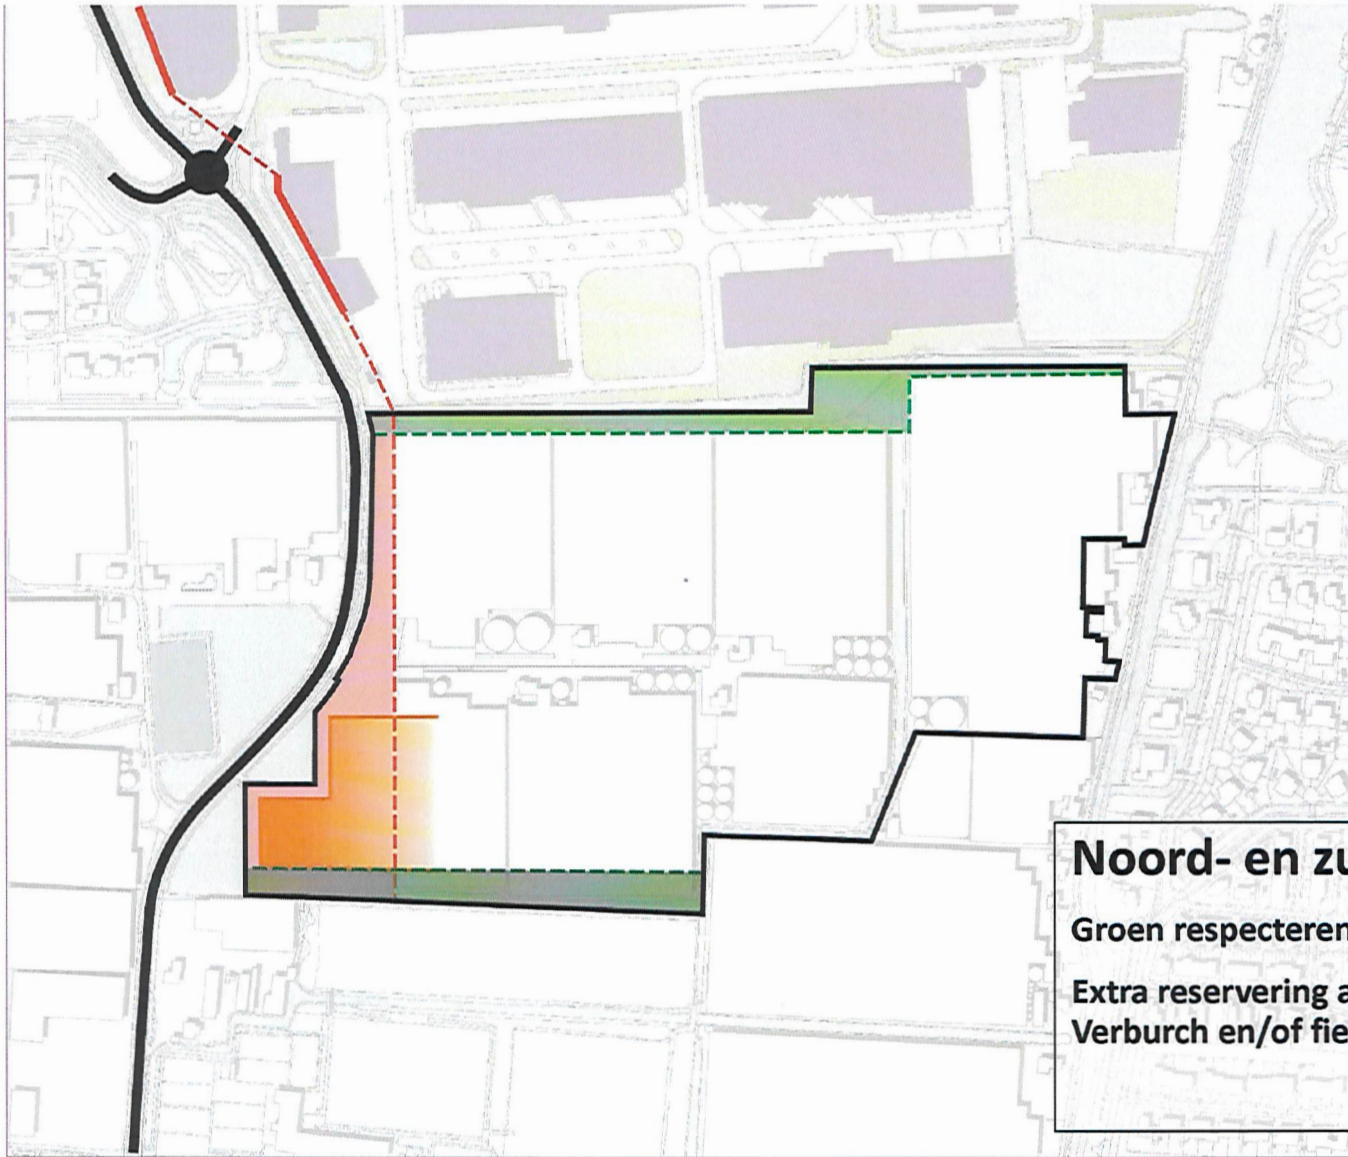 Noord- en zu
Groen respecteren
Extra reservering a
Verburch en/of fie